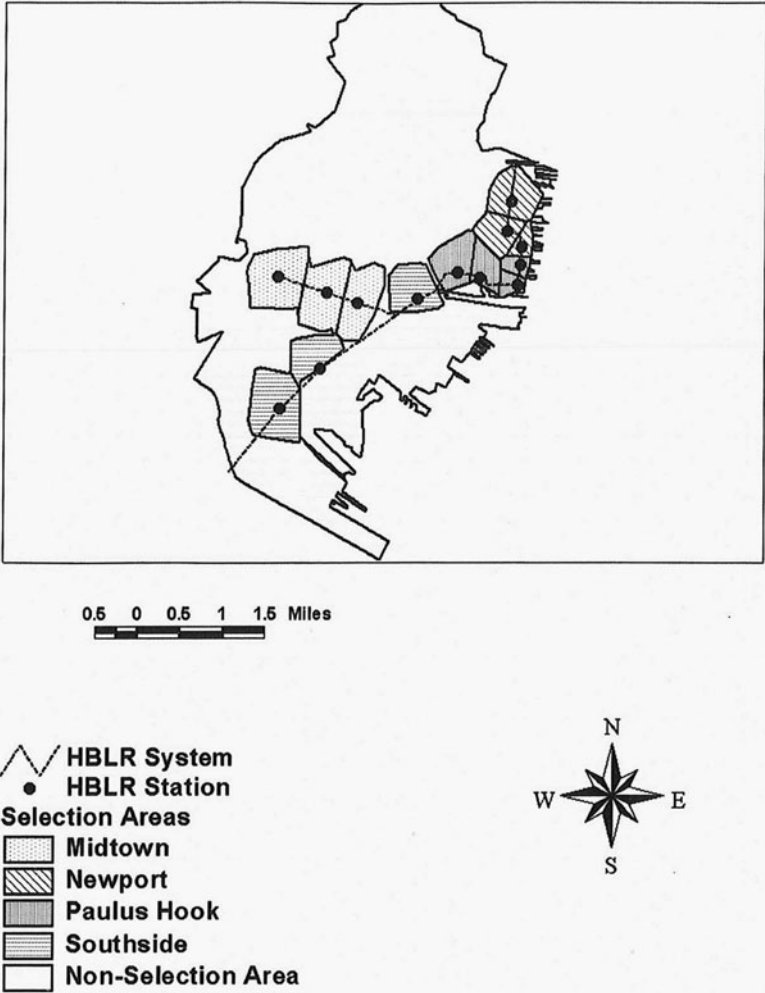 0.5 0 0.5 1 1.5 Miles
HBLR System
HBLR Station
Selection Areas
Midtown
Newport
Paulus Hook
Southside
Non-Selection Area
N
W E
S